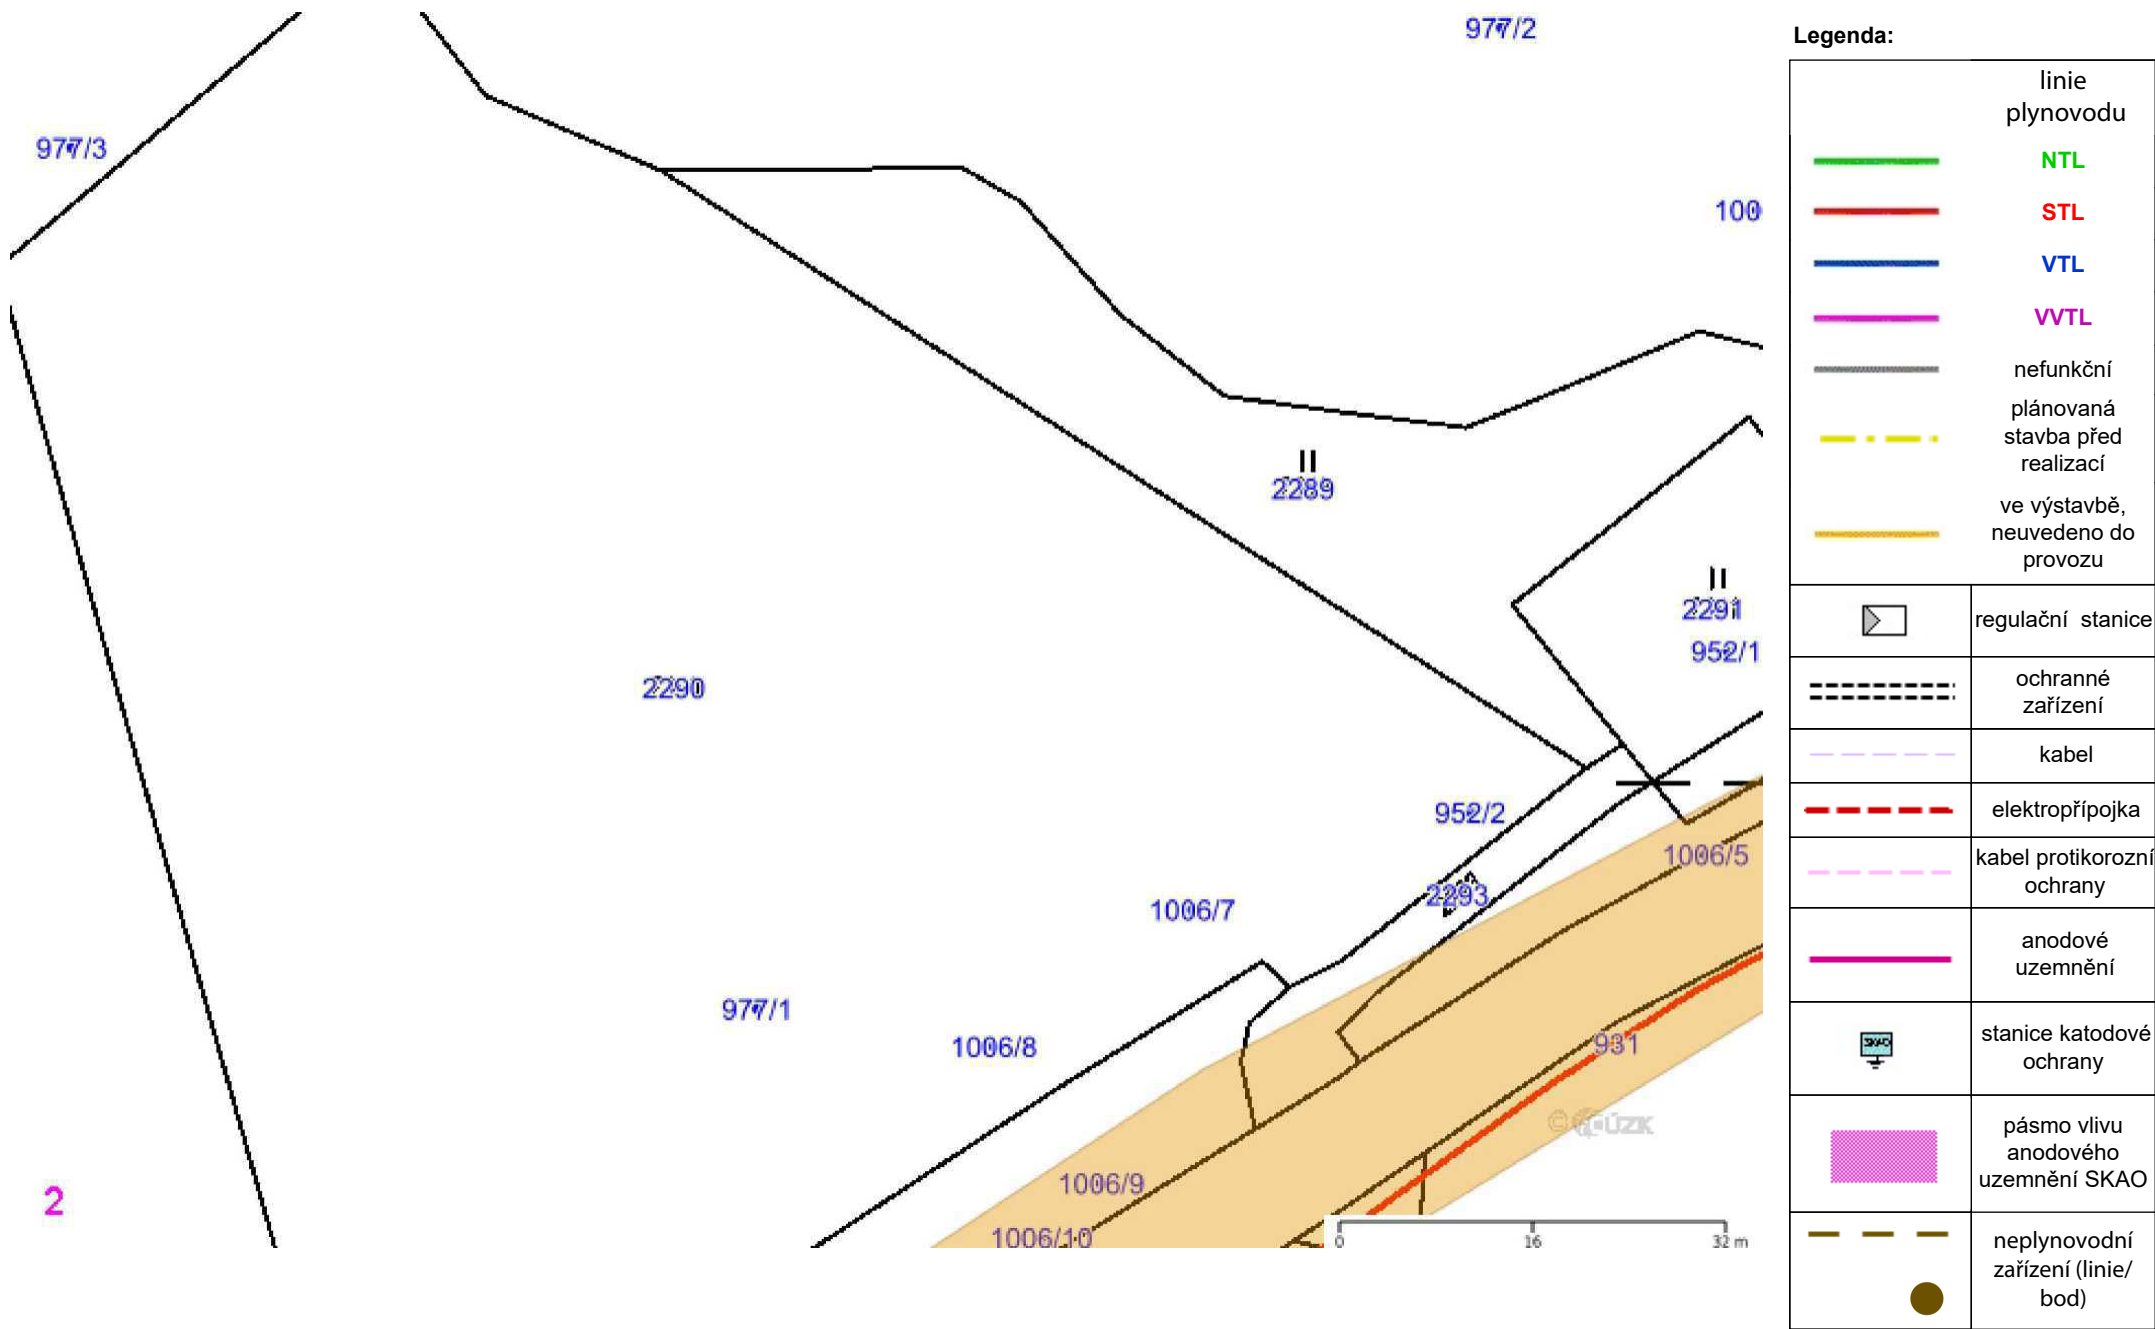 977/2
977/3
100
2289
2291
952/1
2290
952/2
1006/5
2293
1006/7
977/1
1006/8
931
© ČÚZK
1006/9
2
1006/10
0 16 32 m
Legenda:
linie
plynovodu
NTL
STL
VTL
VVTL
nefunkční
plánovaná
stavba před
realizací
ve výstavbě,
neuvedeno do
provozu
regulační stanice
ochranné
zařízení
kabel
elektropřípojka
kabel protikorozní
ochrany
anodové
uzemnění
SKAO
stanice katodové
ochrany
pásmo vlivu
anodového
uzemnění SKAO
neplynovodní
zařízení (linie/
bod)